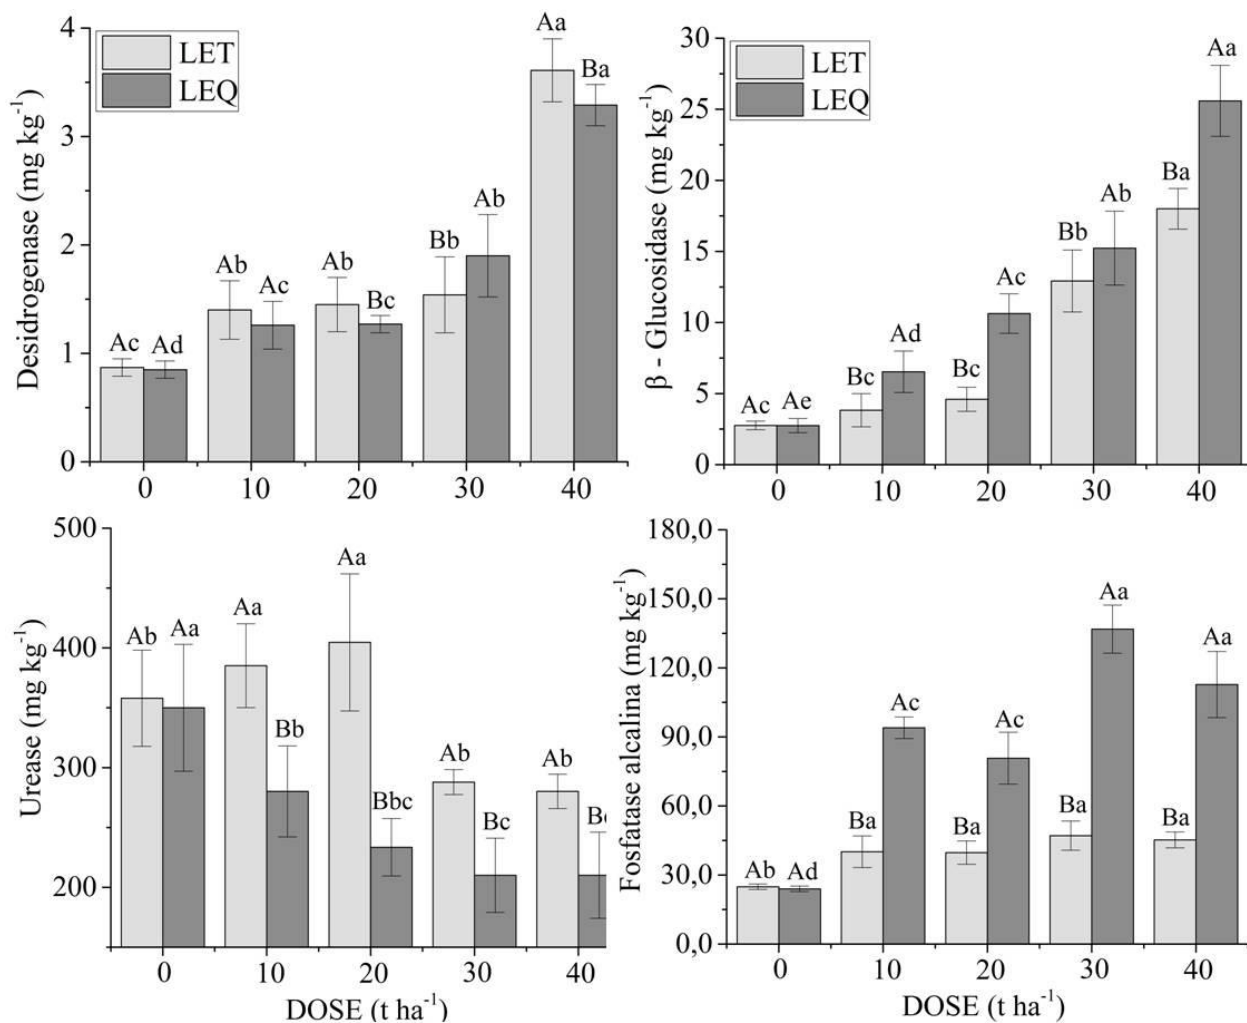 Desidrogenase (mg kg⁻¹)
4
3
2
1
0
LET
LEQ
Ac
Ad
Ab
Ac
Ab
Bc
Bb
Ab
Aa
Ba
0
10
20
30
40
β - Glucosidase (mg kg⁻¹)
30
25
20
15
10
5
0
LET
LEQ
Ac
Ae
Bc
Ad
Bc
Ac
Bb
Ab
Ba
Aa
0
10
20
30
40
Urease (mg kg⁻¹)
500
400
300
200
Ab
Aa
Aa
Bb
Aa
Bbc
Ab
Bc
Ab
0
10
20
30
40
DOSE (t ha⁻¹)
Fosfatase alcalina (mg kg⁻¹)
180,0
150,0
120,0
90,0
60,0
30,0
0,0
Ab
Ad
Ba
Ac
Ba
Ac
Ba
Aa
Ba
Aa
0
10
20
30
40
DOSE (t ha⁻¹)